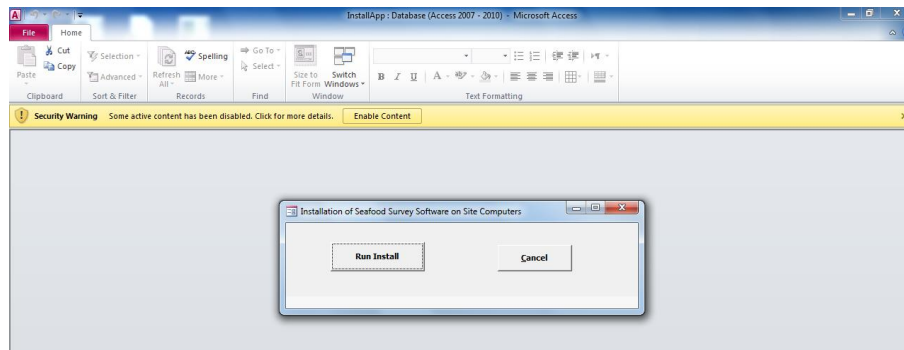 InstallApp : Database (Access 2007 - 2010) - Microsoft Access
File Home
Cut
Copy
Paste
Clipboard
Selection
Advanced
Sort & Filter
Refresh All
Spelling
More
Records
Go To
Select
Find
Size to Fit Form
Switch Windows
Window
B I U A
Text Formatting
Security Warning Some active content has been disabled. Click for more details. Enable Content
Installation of Seafood Survey Software on Site Computers
Run Install Cancel